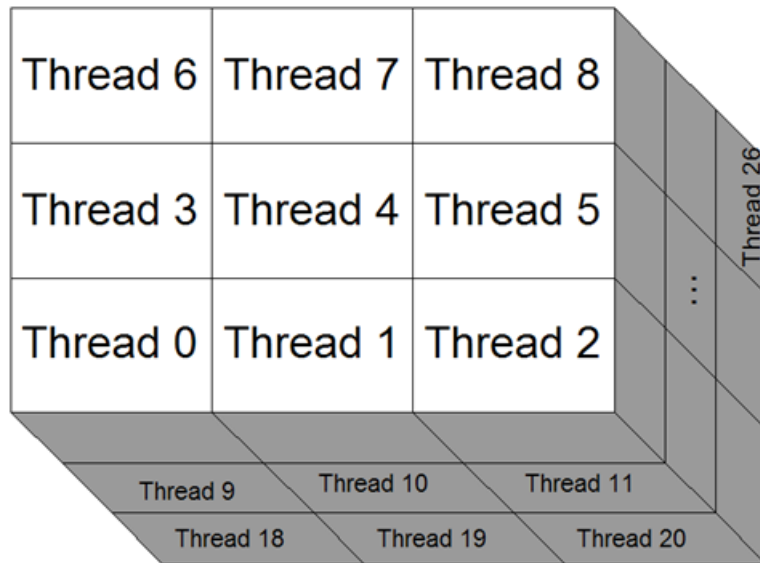 Thread 6 Thread 7 Thread 8
Thread 3 Thread 4 Thread 5
Thread 0 Thread 1 Thread 2
Thread 26
...
Thread 9 Thread 10 Thread 11
Thread 18 Thread 19 Thread 20